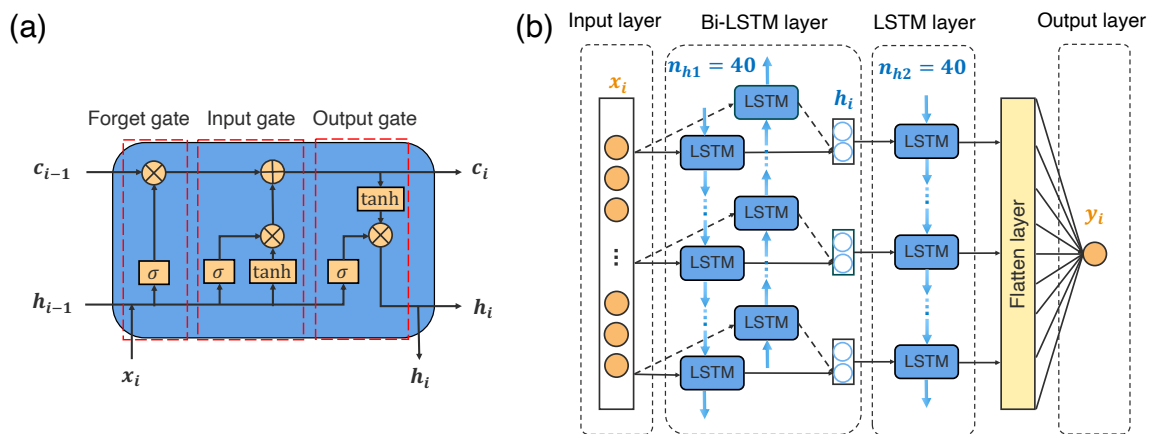 (a)
Forget gate
Input gate
Output gate
c_{i−1}
c_i
tanh
σ
σ
tanh
σ
h_{i−1}
h_i
x_i
h_i
(b)
Input layer
Bi-LSTM layer
LSTM layer
Output layer
n_{h1} = 40
n_{h2} = 40
x_i
LSTM
h_i
LSTM
LSTM
LSTM
LSTM
LSTM
y_i
...
LSTM
LSTM
LSTM
LSTM
Flatten layer